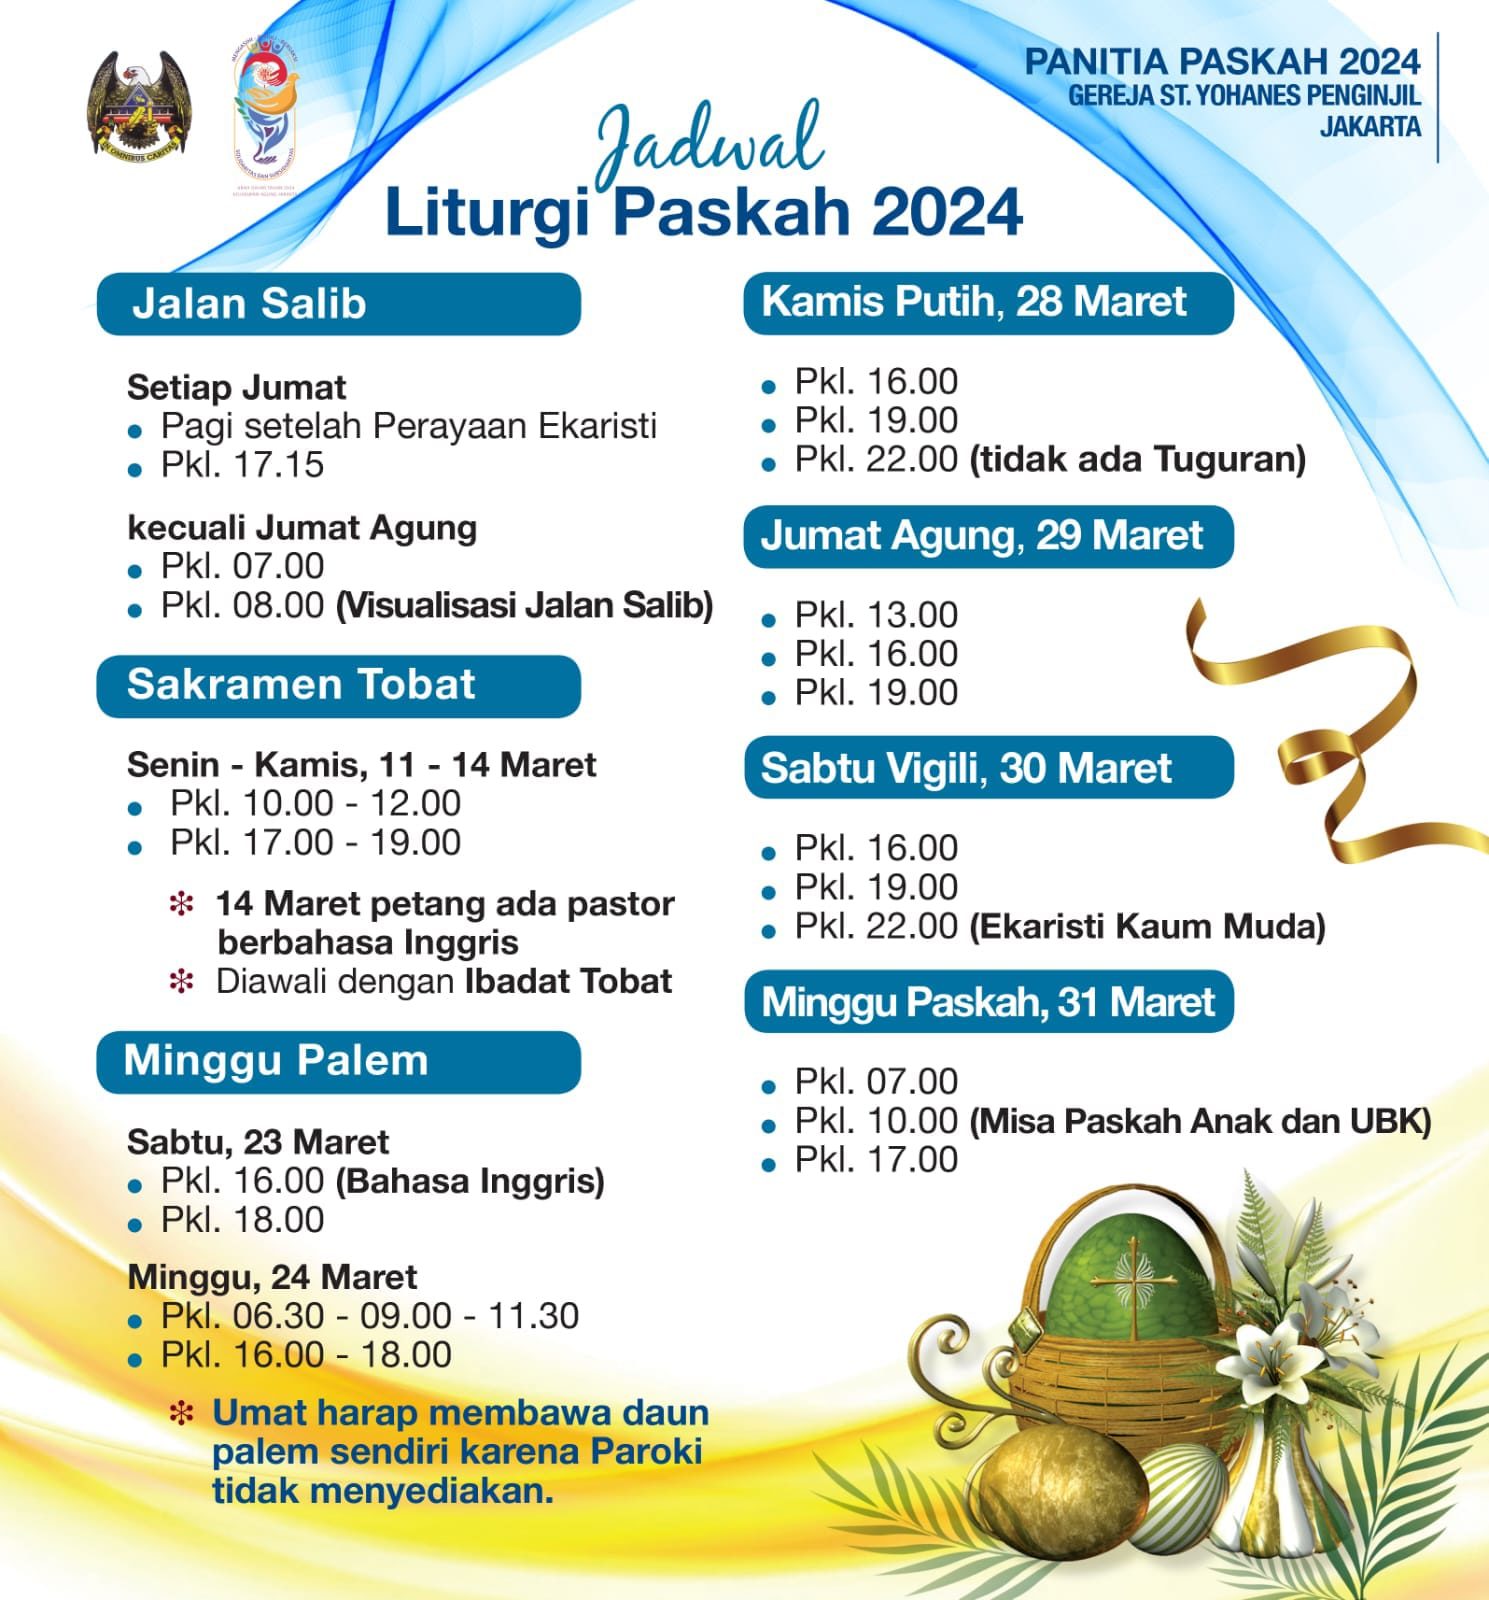 PANITIA PASKAH 2024
GEREJA ST. YOHANES PENGINJIL
JAKARTA
IN OMNIBUS CARITAS
SOLIDARITAS DAN SUBSIDIARITAS
Jadwal
Liturgi Paskah 2024
Jalan Salib
Setiap Jumat
• Pagi setelah Perayaan Ekaristi
• Pkl. 17.15
kecuali Jumat Agung
• Pkl. 07.00
• Pkl. 08.00 (Visualisasi Jalan Salib)
Sakramen Tobat
Senin - Kamis, 11 - 14 Maret
• Pkl. 10.00 - 12.00
• Pkl. 17.00 - 19.00
❇ 14 Maret petang ada pastor
berbahasa Inggris
❇ Diawali dengan Ibadat Tobat
Minggu Palem
Sabtu, 23 Maret
• Pkl. 16.00 (Bahasa Inggris)
• Pkl. 18.00
Minggu, 24 Maret
• Pkl. 06.30 - 09.00 - 11.30
• Pkl. 16.00 - 18.00
❇ Umat harap membawa daun
palem sendiri karena Paroki
tidak menyediakan.
Kamis Putih, 28 Maret
• Pkl. 16.00
• Pkl. 19.00
• Pkl. 22.00 (tidak ada Tuguran)
Jumat Agung, 29 Maret
• Pkl. 13.00
• Pkl. 16.00
• Pkl. 19.00
Sabtu Vigili, 30 Maret
• Pkl. 16.00
• Pkl. 19.00
• Pkl. 22.00 (Ekaristi Kaum Muda)
Minggu Paskah, 31 Maret
• Pkl. 07.00
• Pkl. 10.00 (Misa Paskah Anak dan UBK)
• Pkl. 17.00